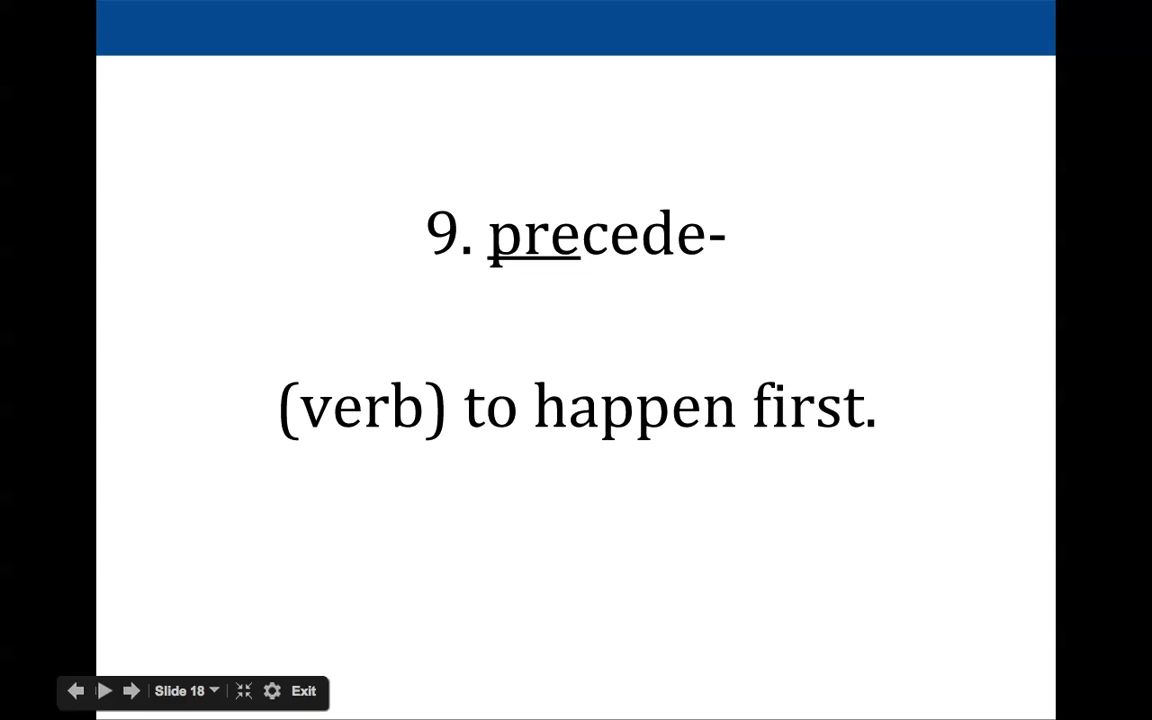 9. precede-
(verb) to happen first.
Slide 18
Exit